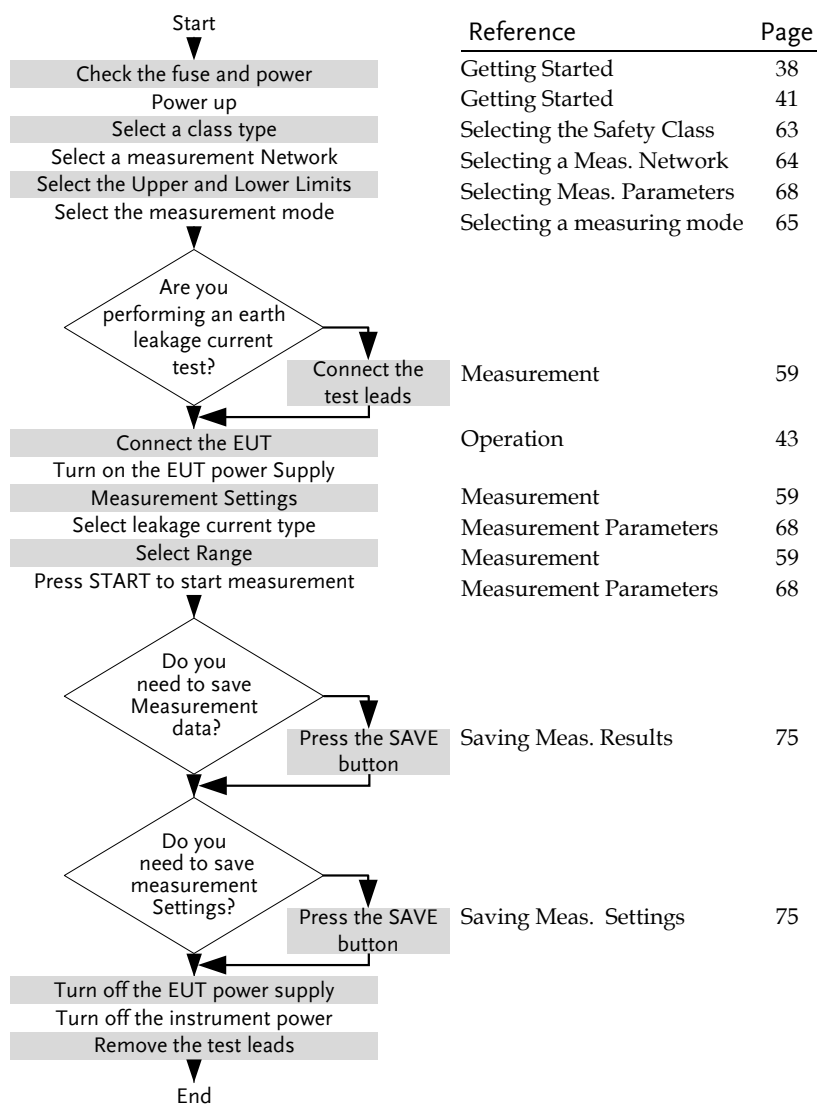 Start
Reference Page
Check the fuse and power Getting Started 38
Power up Getting Started 41
Select a class type Selecting the Safety Class 63
Select a measurement Network Selecting a Meas. Network 64
Select the Upper and Lower Limits Selecting Meas. Parameters 68
Select the measurement mode Selecting a measuring mode 65
Are you
performing an earth
leakage current
test?
Connect the Measurement 59
test leads
Connect the EUT Operation 43
Turn on the EUT power Supply
Measurement Settings Measurement 59
Select leakage current type Measurement Parameters 68
Select Range Measurement 59
Press START to start measurement Measurement Parameters 68
Do you
need to save
Measurement
data?
Press the SAVE Saving Meas. Results 75
button
Do you
need to save
measurement
Settings?
Press the SAVE Saving Meas. Settings 75
button
Turn off the EUT power supply
Turn off the instrument power
Remove the test leads
End